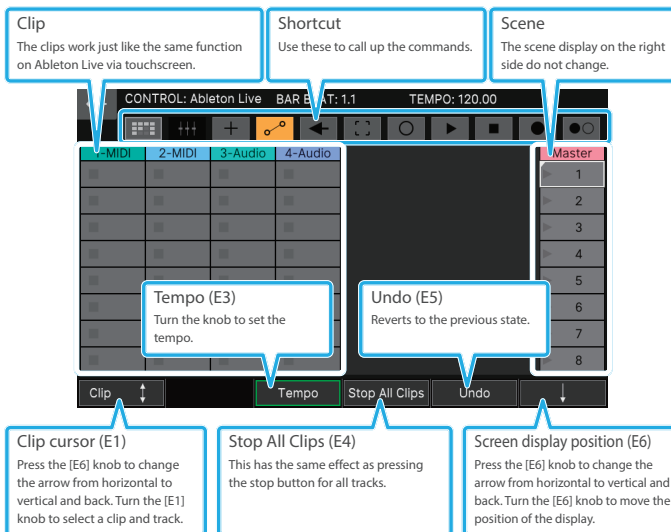 Clip
The clips work just like the same function
on Ableton Live via touchscreen.
Shortcut
Use these to call up the commands.
Scene
The scene display on the right
side do not change.
CONTROL: Ableton Live BAR BEAT: 1.1 TEMPO: 120.00
1-MIDI 2-MIDI 3-Audio 4-Audio Master
1
2
3
4
5
6
7
8
Tempo (E3)
Turn the knob to set the
tempo.
Undo (E5)
Reverts to the previous state.
Clip Tempo Stop All Clips Undo
Clip cursor (E1)
Press the [E6] knob to change
the arrow from horizontal to
vertical and back. Turn the [E1]
knob to select a clip and track.
Stop All Clips (E4)
This has the same effect as pressing
the stop button for all tracks.
Screen display position (E6)
Press the [E6] knob to change the
arrow from horizontal to vertical and
back. Turn the [E6] knob to move the
position of the display.